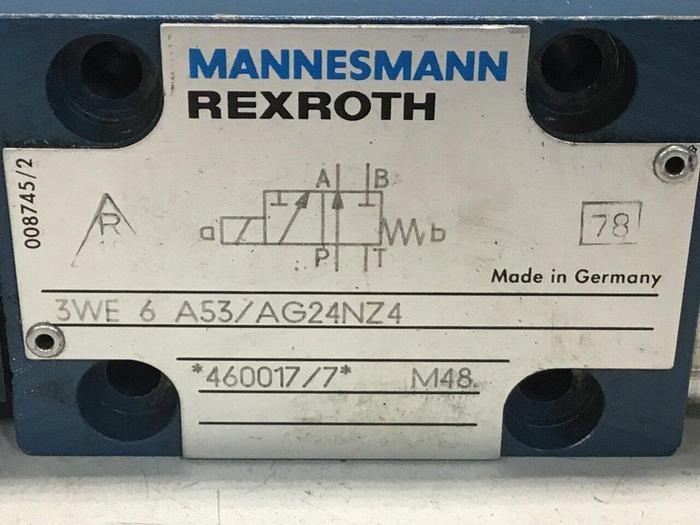 MANNESMANN
REXROTH
008745/2
A B
R
a
b
78
P T
Made in Germany
3WE 6 A53/AG24NZ4
*460017/7* M48